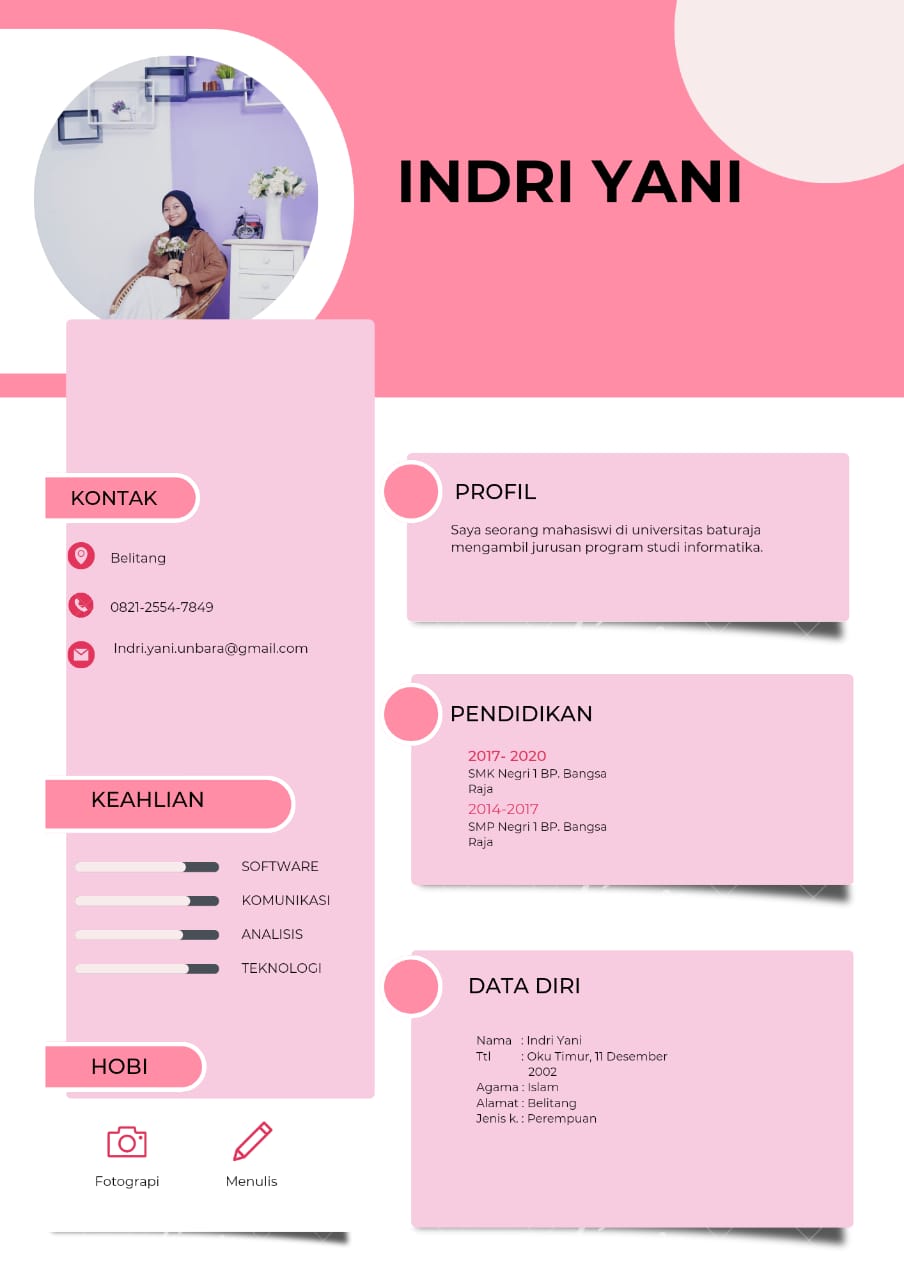 INDRI YANI
KONTAK
Belitang
0821-2554-7849
Indri.yani.unbara@gmail.com
KEAHLIAN
SOFTWARE
KOMUNIKASI
ANALISIS
TEKNOLOGI
HOBI
Fotograpi
Menulis
PROFIL
Saya seorang mahasiswi di universitas baturaja
mengambil jurusan program studi informatika.
PENDIDIKAN
2017- 2020
SMK Negri 1 BP. Bangsa
Raja
2014-2017
SMP Negri 1 BP. Bangsa
Raja
DATA DIRI
Nama : Indri Yani
Ttl : Oku Timur, 11 Desember
2002
Agama : Islam
Alamat : Belitang
Jenis k. : Perempuan